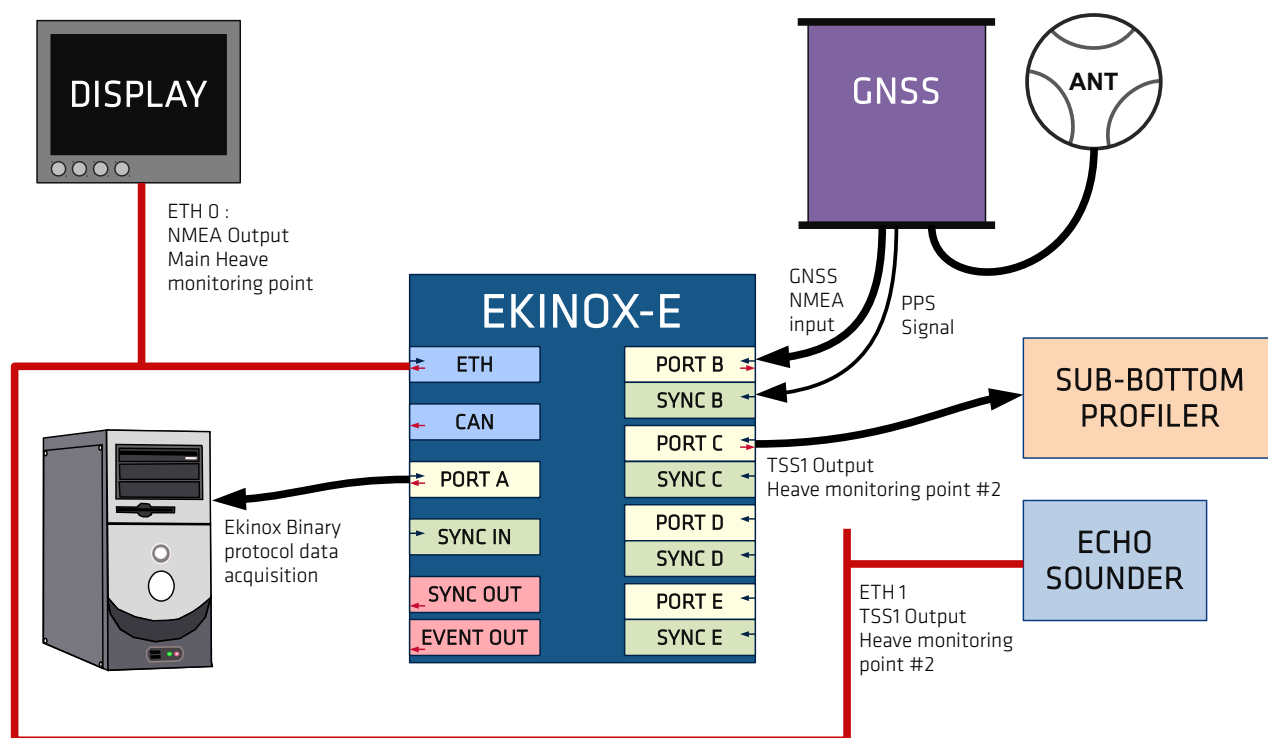 DISPLAY
GNSS
ANT
ETH 0 :
NMEA Output
Main Heave
monitoring point
GNSS
NMEA
input
PPS
Signal
EKINOX-E
ETH
CAN
PORT A
SYNC IN
SYNC OUT
EVENT OUT
PORT B
SYNC B
PORT C
SYNC C
PORT D
SYNC D
PORT E
SYNC E
SUB-BOTTOM
PROFILER
TSS1 Output
Heave monitoring point #2
Ekinox Binary
protocol data
acquisition
ECHO
SOUNDER
ETH 1
TSS1 Output
Heave monitoring
point #2